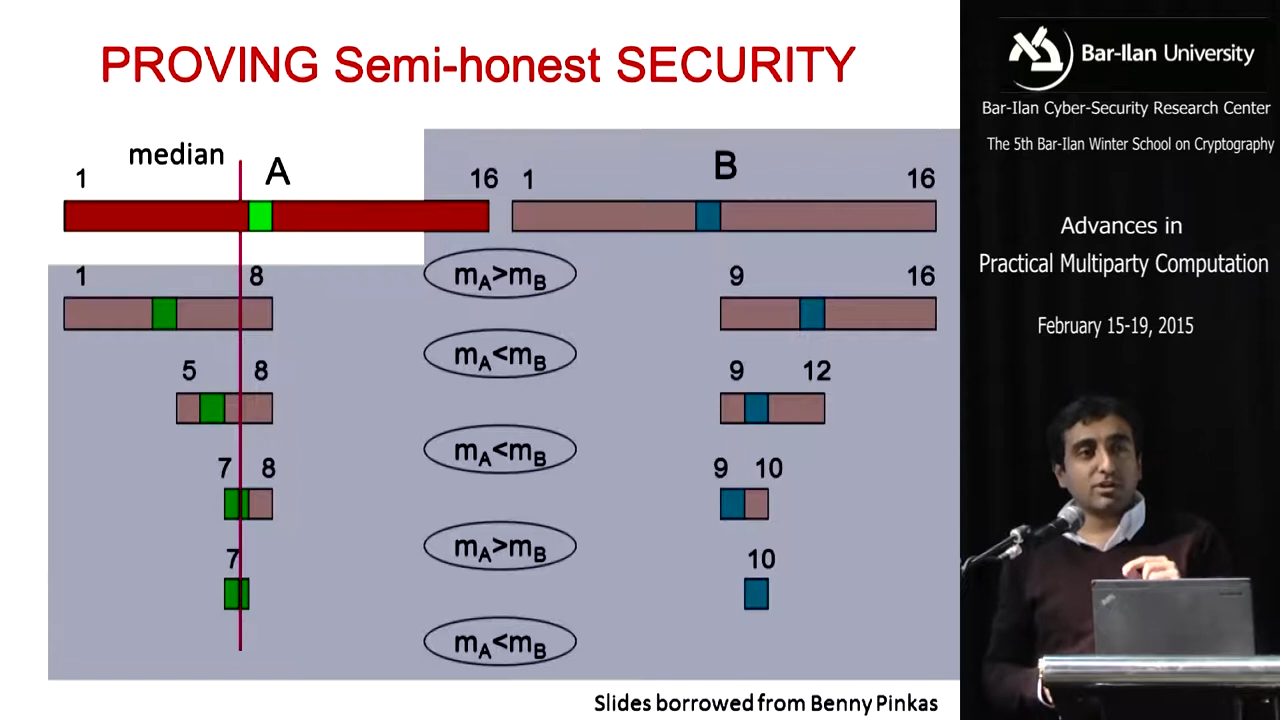 PROVING Semi-honest SECURITY
median
A
B
1
16
1
16
mA>mB
1
8
9
16
mA<mB
5
8
9
12
mA<mB
7
8
9
10
mA>mB
7
10
mA<mB
Slides borrowed from Benny Pinkas
Bar-Ilan University
Bar-Ilan Cyber-Security Research Center
The 5th Bar-Ilan Winter School on Cryptography
Advances in
Practical Multiparty Computation
February 15-19, 2015